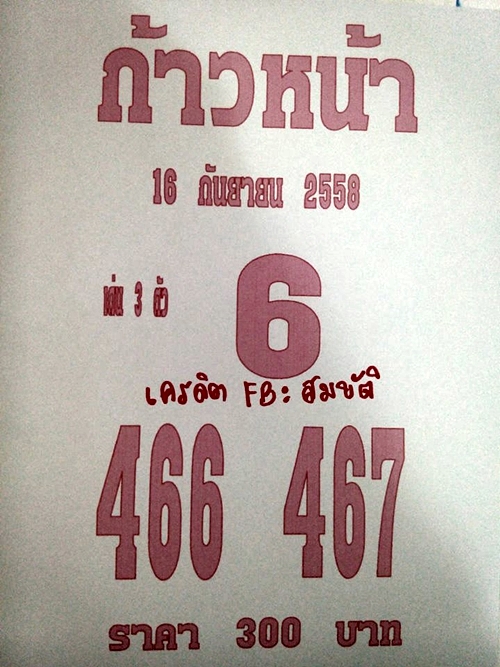 ก้าวหน้า
16 กันยายน 2558
เด่น 3 ตัว 6
เครดิต FB: สมบัติ
466 467
ราคา 300 บาท